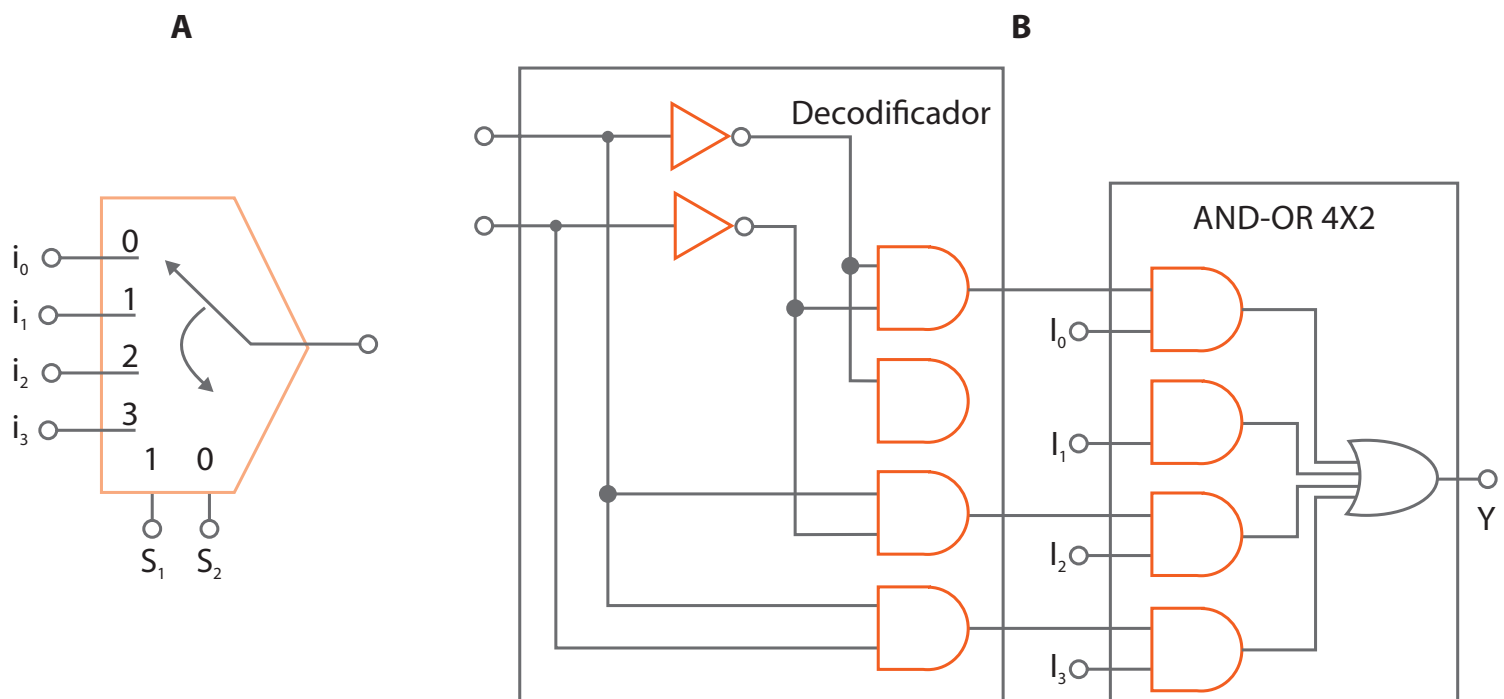 A
B
i₀
i₁
i₂
i₃
0
1
2
3
1 0
S₁ S₂
Decodificador
AND-OR 4X2
I₀
I₁
I₂
I₃
Y